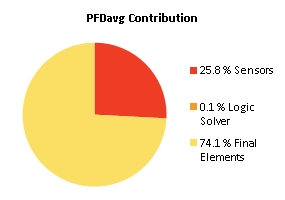 PFDavg Contribution
25.8 % Sensors
0.1 % Logic
Solver
74.1 % Final
Elements